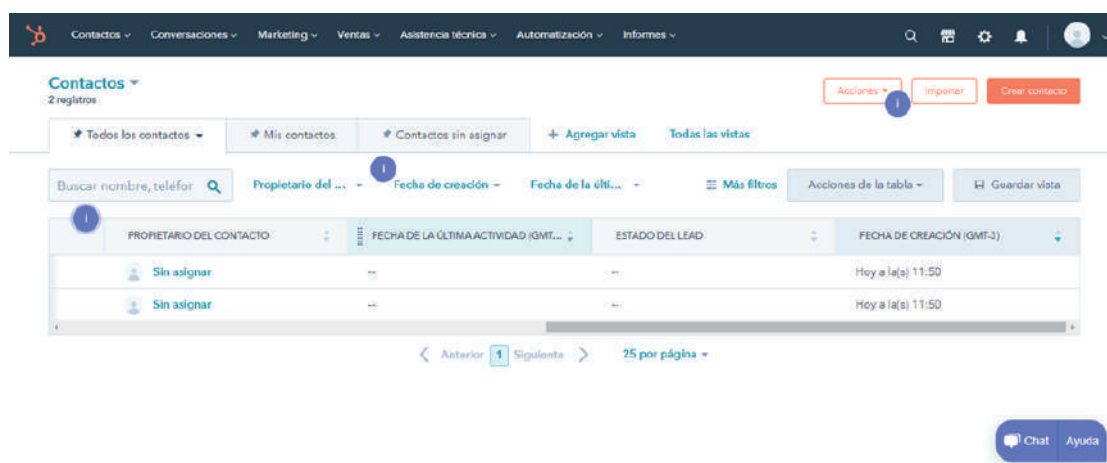 Contactos Conversaciones Marketing Ventas Asistencia técnica Automatización Informes
Contactos
2 registros
Acciones Importar Crear contacto
Todos los contactos Mis contactos Contactos sin asignar + Agregar vista Todas las vistas
Buscar nombre, teléfor Propietario del ... Fecha de creación Fecha de la últi... Más filtros Acciones de la tabla Guardar vista
PROPIETARIO DEL CONTACTO FECHA DE LA ÚLTIMA ACTIVIDAD (GMT... ESTADO DEL LEAD FECHA DE CREACIÓN (GMT-3)
Sin asignar -- -- Hoy a la(s) 11:50
Sin asignar -- -- Hoy a la(s) 11:50
Anterior 1 Siguiente 25 por página
Chat Ayuda